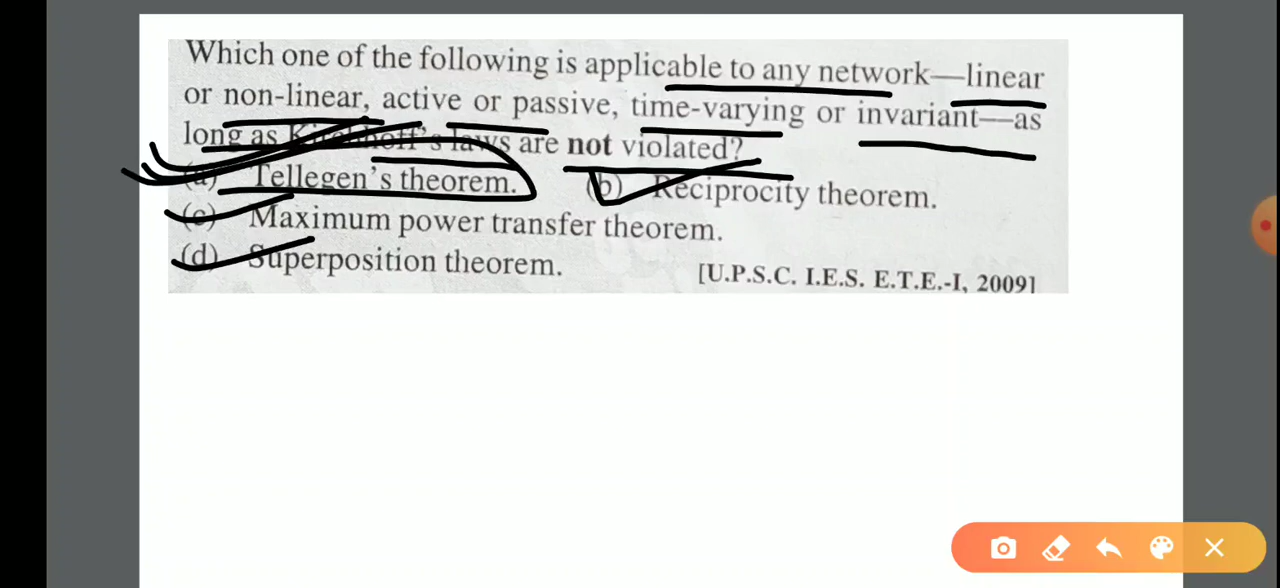 Which one of the following is applicable to any network—linear
or non-linear, active or passive, time-varying or invariant—as
long as Kirchhoff's laws are not violated?
(a) Tellegen's theorem. (b) Reciprocity theorem.
(c) Maximum power transfer theorem.
(d) Superposition theorem.
[U.P.S.C. I.E.S. E.T.E.-I, 2009]